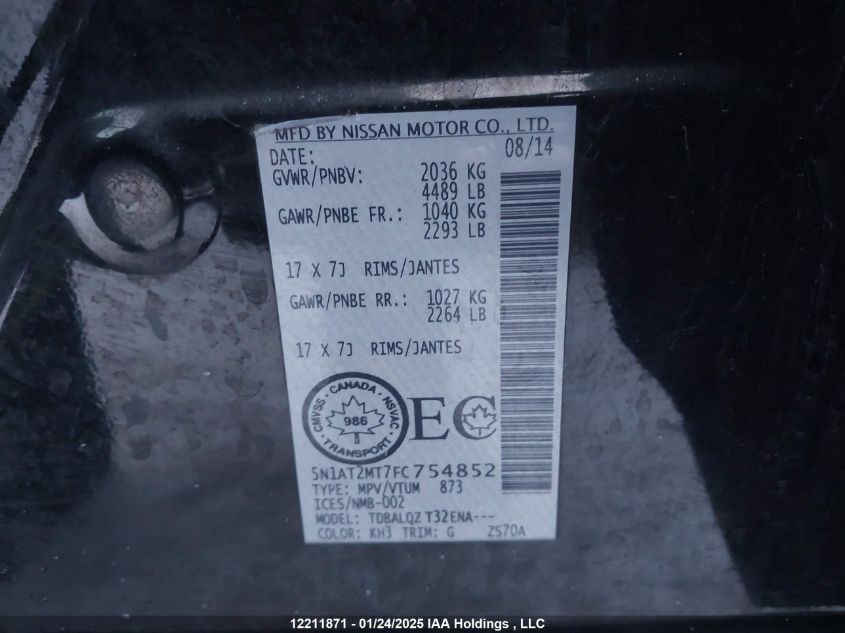 MFD BY NISSAN MOTOR CO., LTD.
DATE: 08/14
GVWR/PNBV: 2036 KG
4489 LB
GAWR/PNBE FR.: 1040 KG
2293 LB
17 X 7J RIMS/JANTES
GAWR/PNBE RR.: 1027 KG
2264 LB
17 X 7J RIMS/JANTES
CMVSS · CANADA · NSVAC
986
TRANSPORT
EC
5N1AT2MT7FC754852
TYPE: MPV/VTUM 873
ICES/NMB-002
MODEL: TDBALQZ T32ENA---
COLOR: KH3 TRIM: G ZS70A
12211871 - 01/24/2025 IAA Holdings , LLC